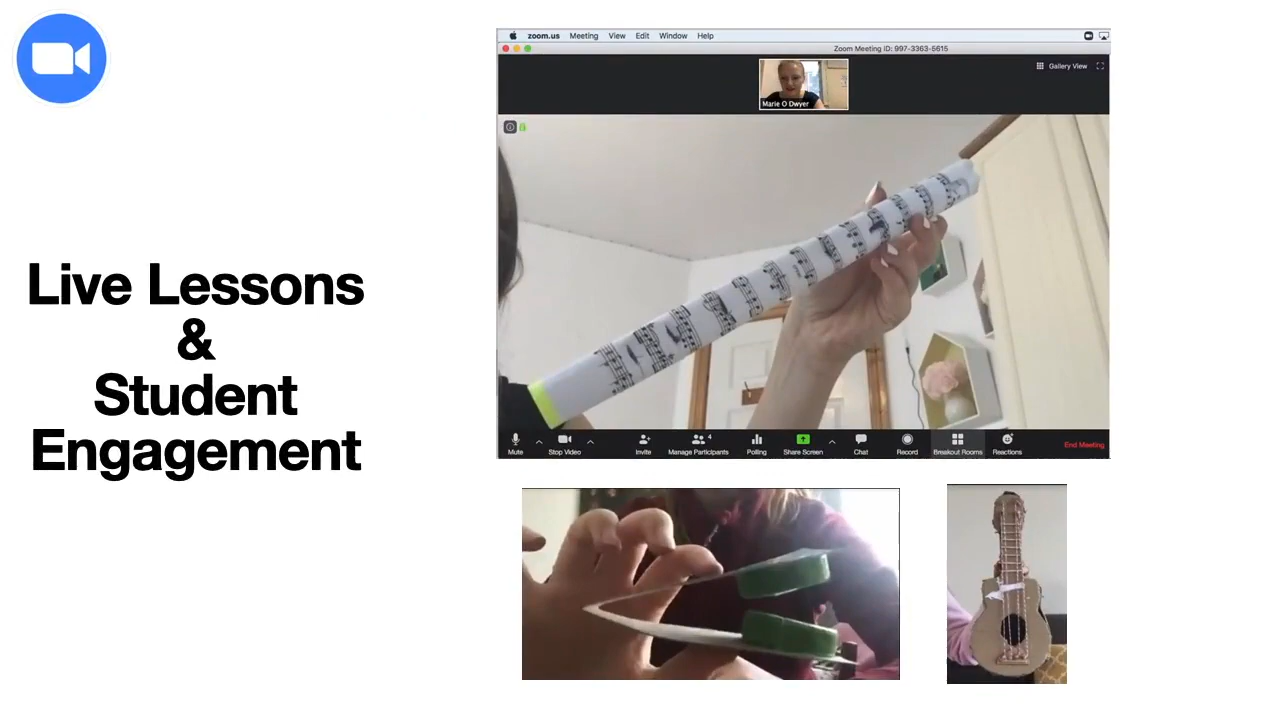 zoom.us Meeting View Edit Window Help
Zoom Meeting ID: 997-3363-5615
Gallery View
Marie O Dwyer
Live Lessons
&
Student
Engagement
4
Mute Stop Video Invite Manage Participants Polling Share Screen Chat Record Breakout Rooms Reactions End Meeting